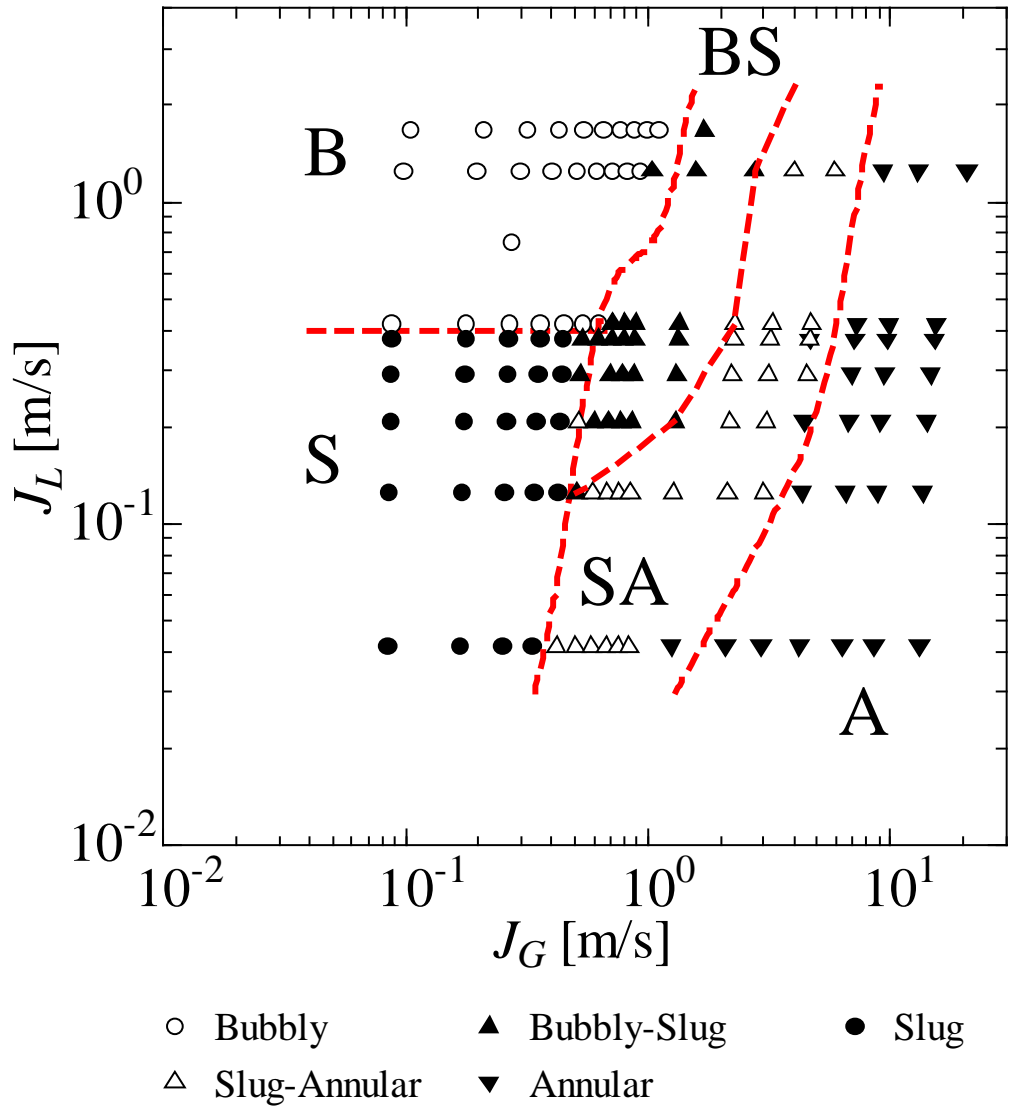 BS
B
10^0
J_L [m/s]
S
10^-1
SA
A
10^-2
10^-2 10^-1 10^0 10^1
J_G [m/s]
Bubbly Bubbly-Slug Slug
Slug-Annular Annular